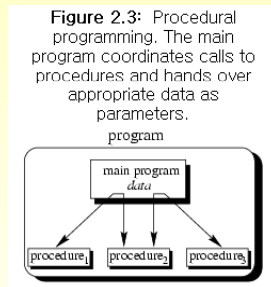 Figure 2.3: Procedural
programming. The main
program coordinates calls to
procedures and hands over
appropriate data as
parameters.
program
main program
data
procedure1 procedure2 procedure3